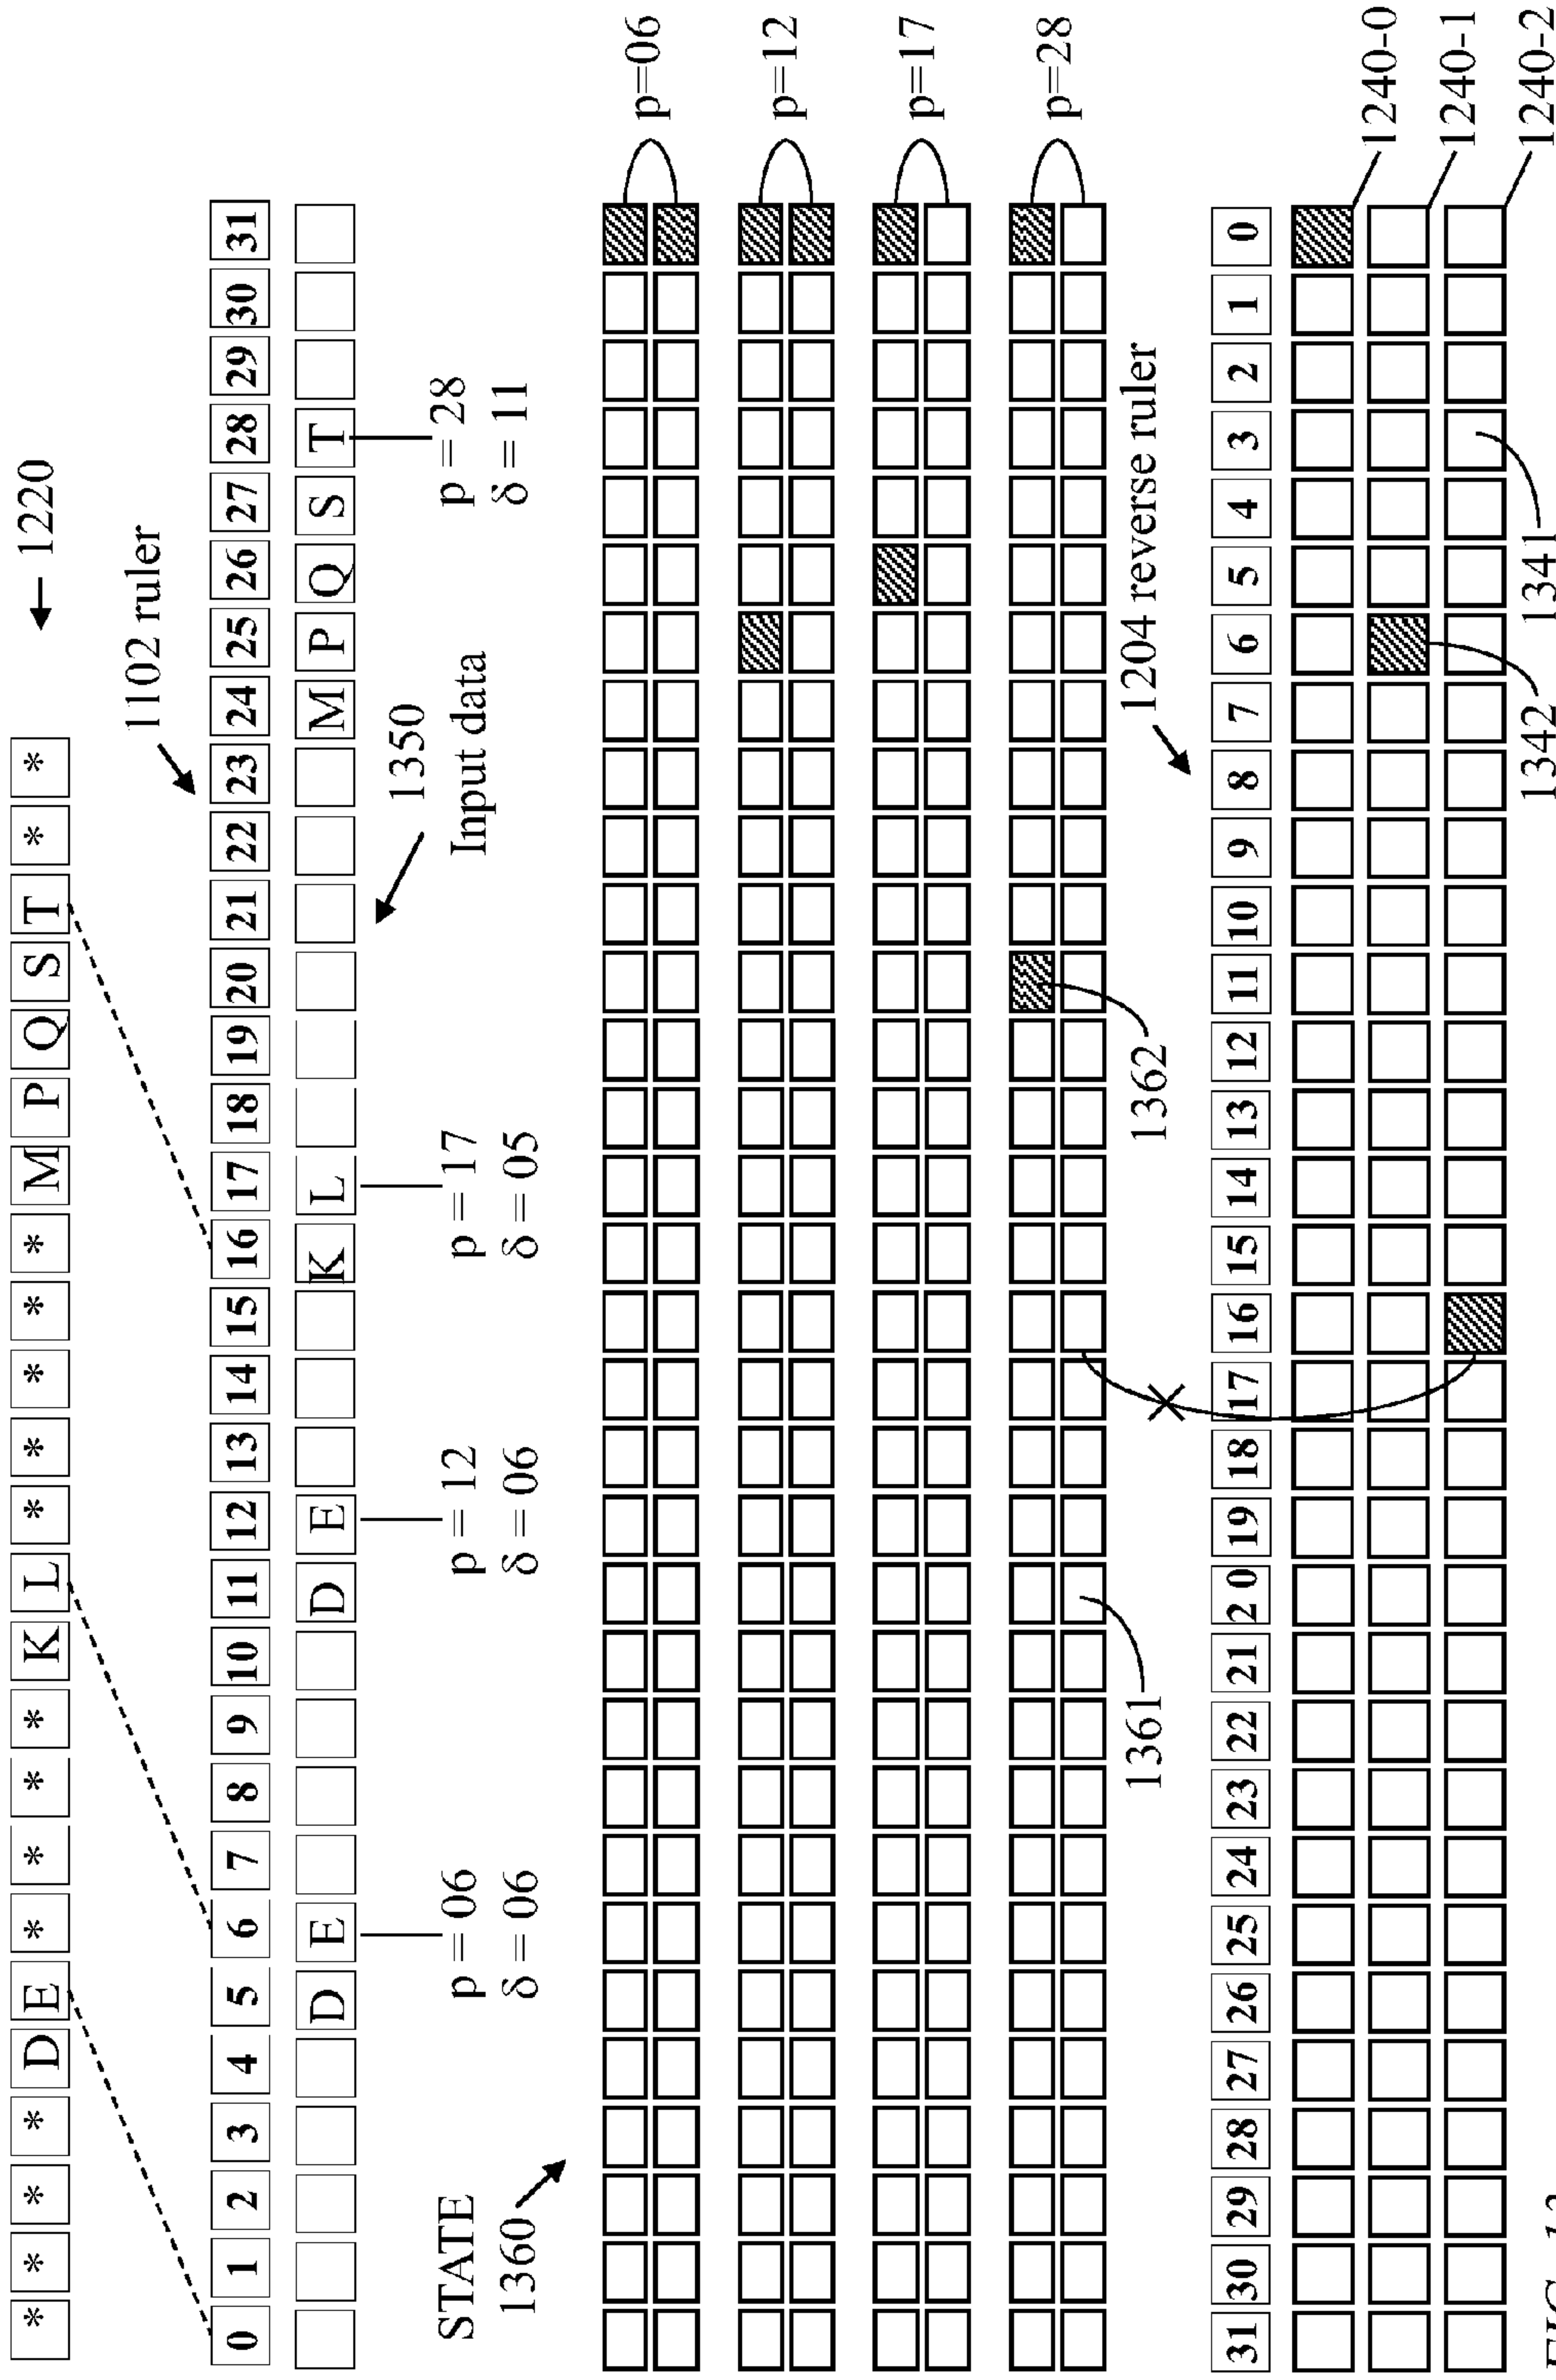 * * * * D E * * * * K L * * * * * M P Q S T * * ← 1220
1102 ruler
0 1 2 3 4 5 6 7 8 9 10 11 12 13 14 15 16 17 18 19 20 21 22 23 24 25 26 27 28 29 30 31
D E D E K L M P Q S T
1350
Input data
p = 06 p = 12 p = 17 p = 28
δ = 06 δ = 06 δ = 05 δ = 11
STATE
1360
p=06
p=12
p=17
p=28
1361 1362 1204 reverse ruler
31 30 29 28 27 26 25 24 23 22 21 2 0 19 18 17 16 15 14 13 12 11 10 9 8 7 6 5 4 3 2 1 0
1240-0
1240-1
1240-2
1342 1341
FIG. 13